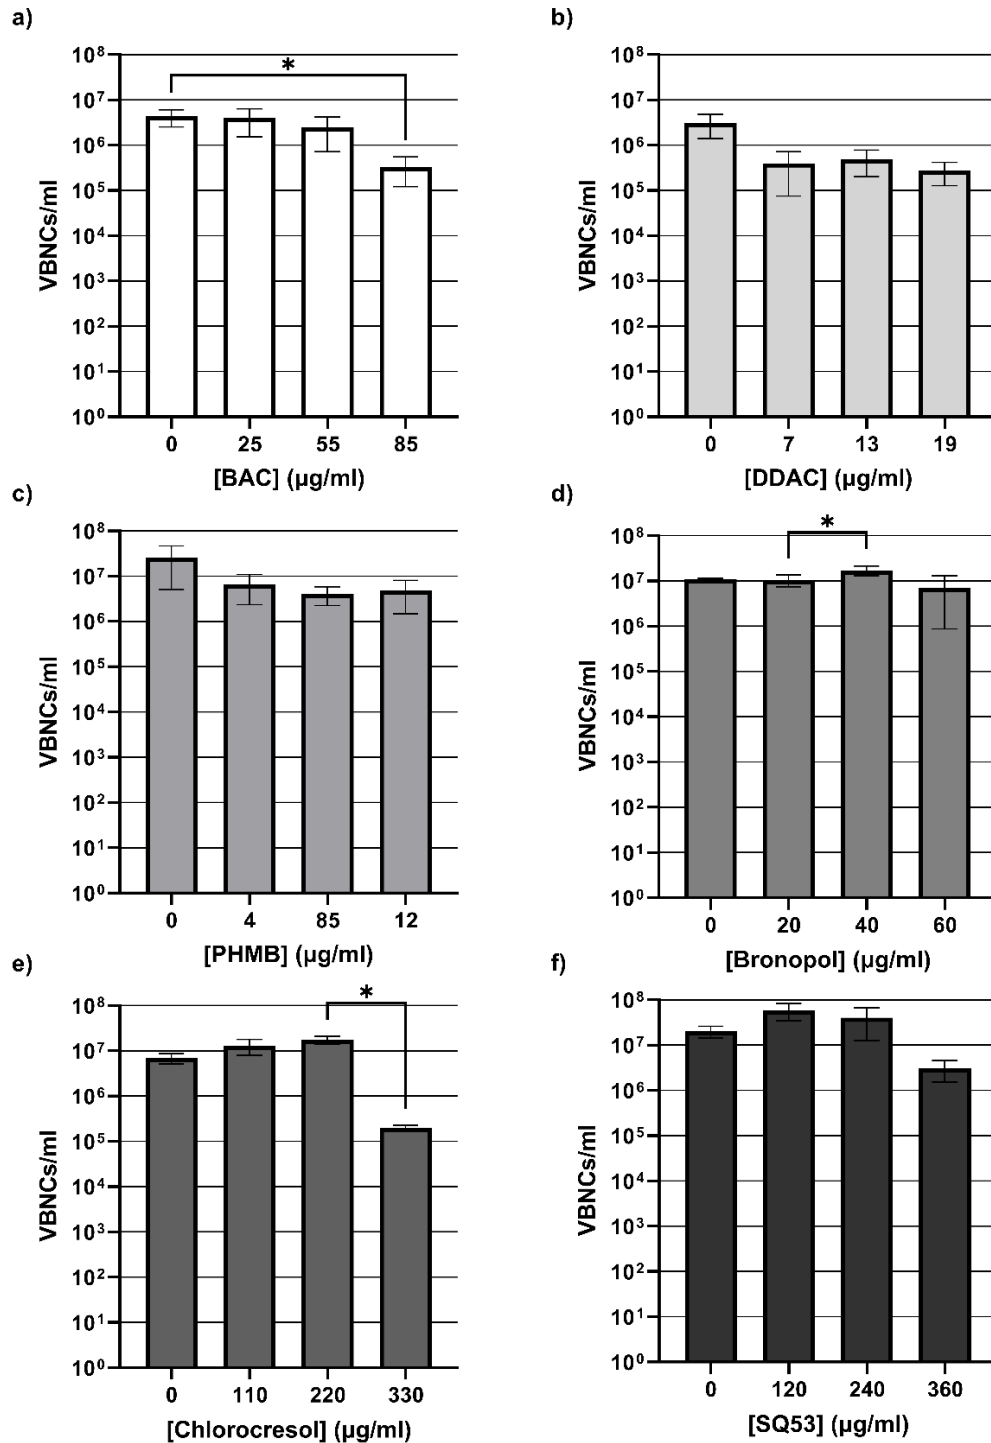 a)
*
10⁸
10⁷
10⁶
10⁵
10⁴
10³
10²
10¹
10⁰
VBNCs/ml
0 25 55 85
[BAC] (µg/ml)
b)
10⁸
10⁷
10⁶
10⁵
10⁴
10³
10²
10¹
10⁰
VBNCs/ml
0 7 13 19
[DDAC] (µg/ml)
c)
10⁸
10⁷
10⁶
10⁵
10⁴
10³
10²
10¹
10⁰
VBNCs/ml
0 4 85 12
[PHMB] (µg/ml)
d)
*
10⁸
10⁷
10⁶
10⁵
10⁴
10³
10²
10¹
10⁰
VBNCs/ml
0 20 40 60
[Bronopol] (µg/ml)
e)
*
10⁸
10⁷
10⁶
10⁵
10⁴
10³
10²
10¹
10⁰
VBNCs/ml
0 110 220 330
[Chlorocresol] (µg/ml)
f)
10⁸
10⁷
10⁶
10⁵
10⁴
10³
10²
10¹
10⁰
VBNCs/ml
0 120 240 360
[SQ53] (µg/ml)